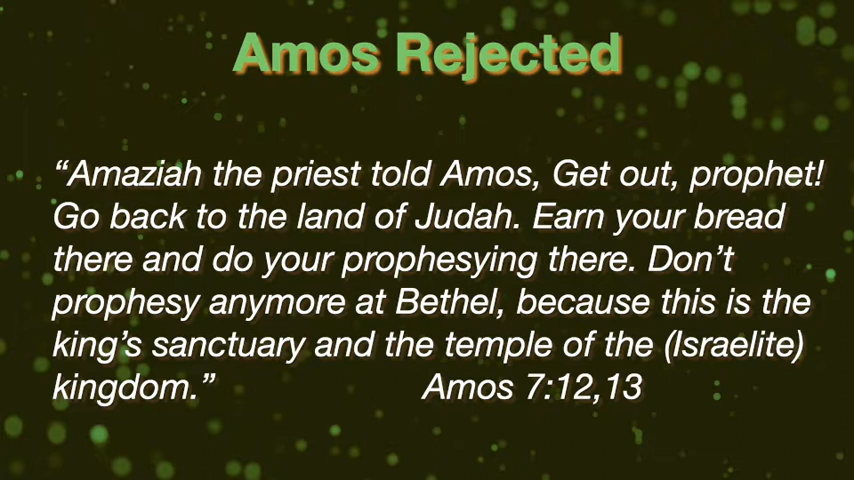 Amos Rejected
“Amaziah the priest told Amos, Get out, prophet!
Go back to the land of Judah. Earn your bread
there and do your prophesying there. Don’t
prophesy anymore at Bethel, because this is the
king’s sanctuary and the temple of the (Israelite)
kingdom.” Amos 7:12,13